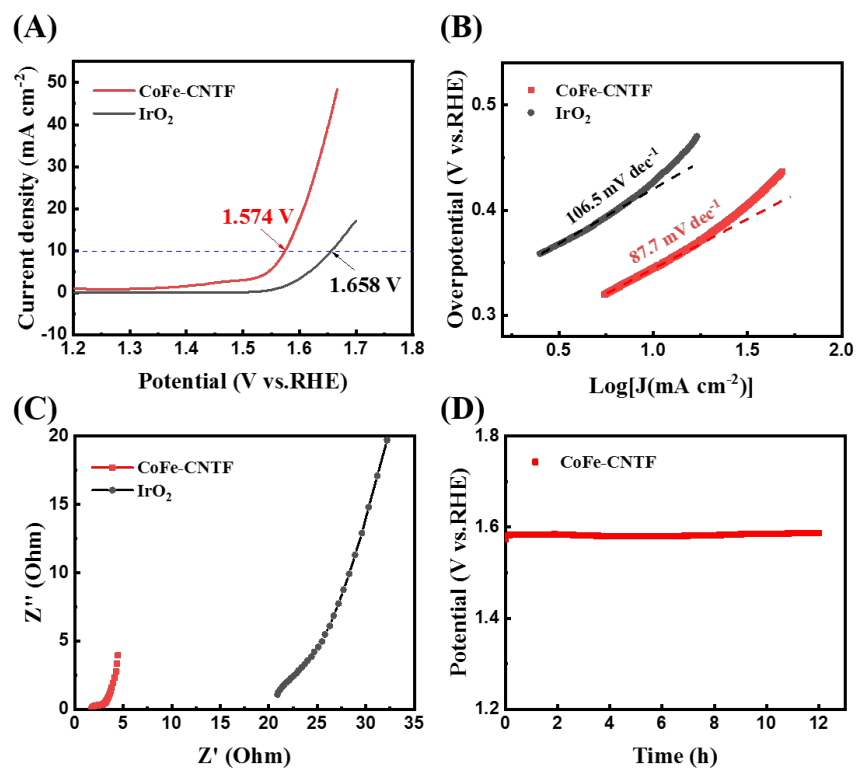 (A)
CoFe-CNTF
IrO₂
1.574 V
1.658 V
50
40
30
20
10
0
-10
1.2 1.3 1.4 1.5 1.6 1.7 1.8
Current density (mA cm⁻²)
Potential (V vs.RHE)
(B)
CoFe-CNTF
IrO₂
106.5 mV dec⁻¹
87.7 mV dec⁻¹
0.5
0.4
0.3
0.5 1.0 1.5 2.0
Overpotential (V vs.RHE)
Log[J(mA cm⁻²)]
(C)
CoFe-CNTF
IrO₂
20
15
10
5
0
0 5 10 15 20 25 30 35
Z'' (Ohm)
Z' (Ohm)
(D)
CoFe-CNTF
1.8
1.6
1.4
1.2
0 2 4 6 8 10 12
Potential (V vs.RHE)
Time (h)